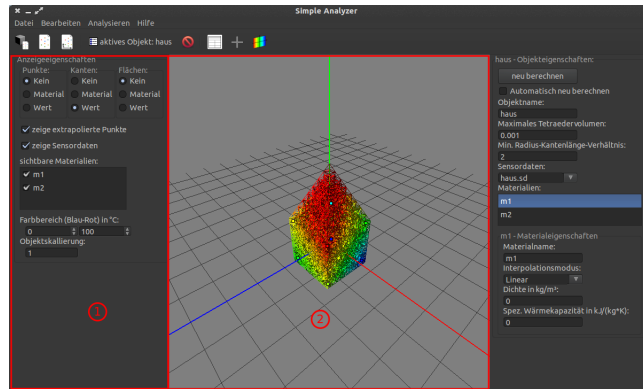 Simple Analyzer
Datei Bearbeiten Analysieren Hilfe
aktives Objekt: haus
Anzeigeeigenschaften
Punkte: Kanten: Flächen:
Kein Kein Kein
Material Material Material
Wert Wert Wert
zeige extrapolierte Punkte
zeige Sensordaten
sichtbare Materialien:
m1
m2
Farbbereich (Blau-Rot) in °C:
0 100
Objektskallierung:
1
1
2
haus - Objekteigenschaften:
neu berechnen
Automatisch neu berechnen
Objektname:
haus
Maximales Tetraedervolumen:
0.001
Min. Radius-Kantenlänge-Verhältnis:
2
Sensordaten:
haus.sd
Materialien:
m1
m2
m1 - Materialeigenschaften
Materialname:
m1
Interpolationsmodus:
Linear
Dichte in kg/m³:
0
Spez. Wärmekapazität in kJ/(kg*K):
0